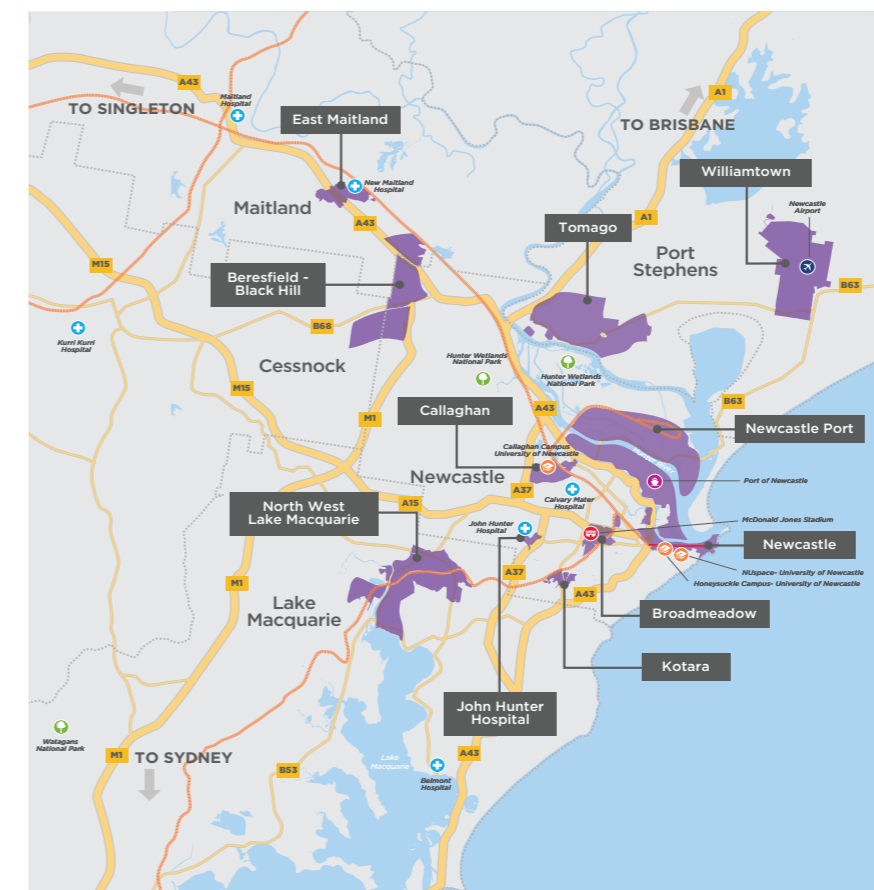 A43
TO SINGLETON
Maitland
Hospital
East Maitland
A1
TO BRISBANE
Williamtown
New Maitland
Hospital
Maitland
A43
Newcastle
Airport
A1
Tomago
Port
Stephens
M15
Beresfield -
Black Hill
B63
B68
Kurri Kurri
Hospital
Cessnock
Hunter Wetlands
National Park
Hunter Wetlands
National Park
M15
Callaghan
A43
B63
M1
Newcastle Port
Callaghan Campus
University of Newcastle
Hunter River
Newcastle
Port of Newcastle
A37
Calvary Mater
Hospital
North West
Lake Macquarie
A15
John Hunter
Hospital
McDonald Jones Stadium
Newcastle
A37
NUspace- University of Newcastle
Honeysuckle Campus- University of Newcastle
M1
A43
Lake
Macquarie
Broadmeadow
Kotara
John Hunter
Hospital
Watagans
National Park
M1
TO SYDNEY
Lake
Macquarie
A43
B53
Belmont
Hospital